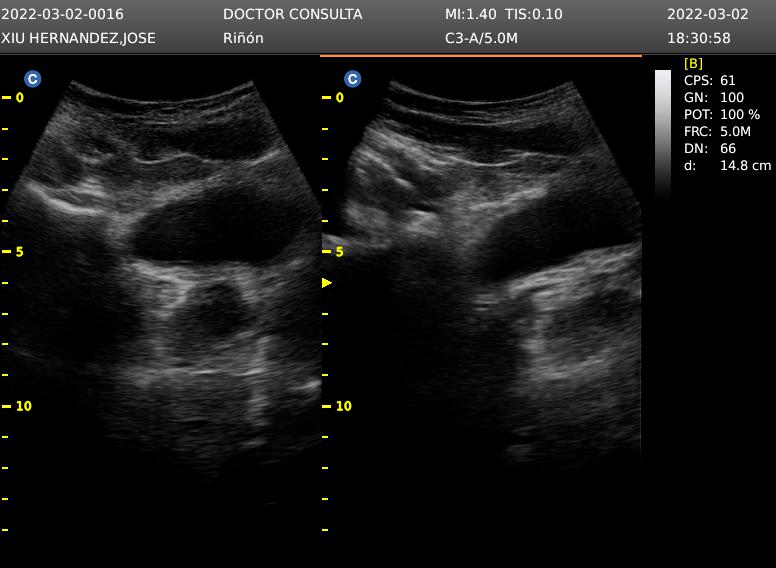 2022-03-02-0016 DOCTOR CONSULTA MI:1.40 TIS:0.10 2022-03-02
XIU HERNANDEZ,JOSE Riñón C3-A/5.0M 18:30:58
[B]
CPS: 61
GN: 100
POT: 100 %
FRC: 5.0M
DN: 66
d: 14.8 cm
C C
0 0
5 5
10 10